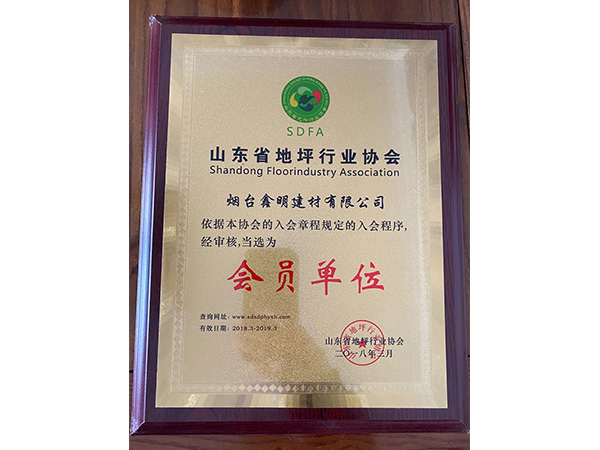 SDFA
山东省地坪行业协会
Shandong Floorindustry Association
烟台鑫明建材有限公司
依据本协会的入会章程规定的入会程序,
经审核,当选为
会员单位
查询网址: www.sdsdphyxh.com
有效日期: 2018.3-2019.3
山东省地坪行业协会
二〇一八年三月